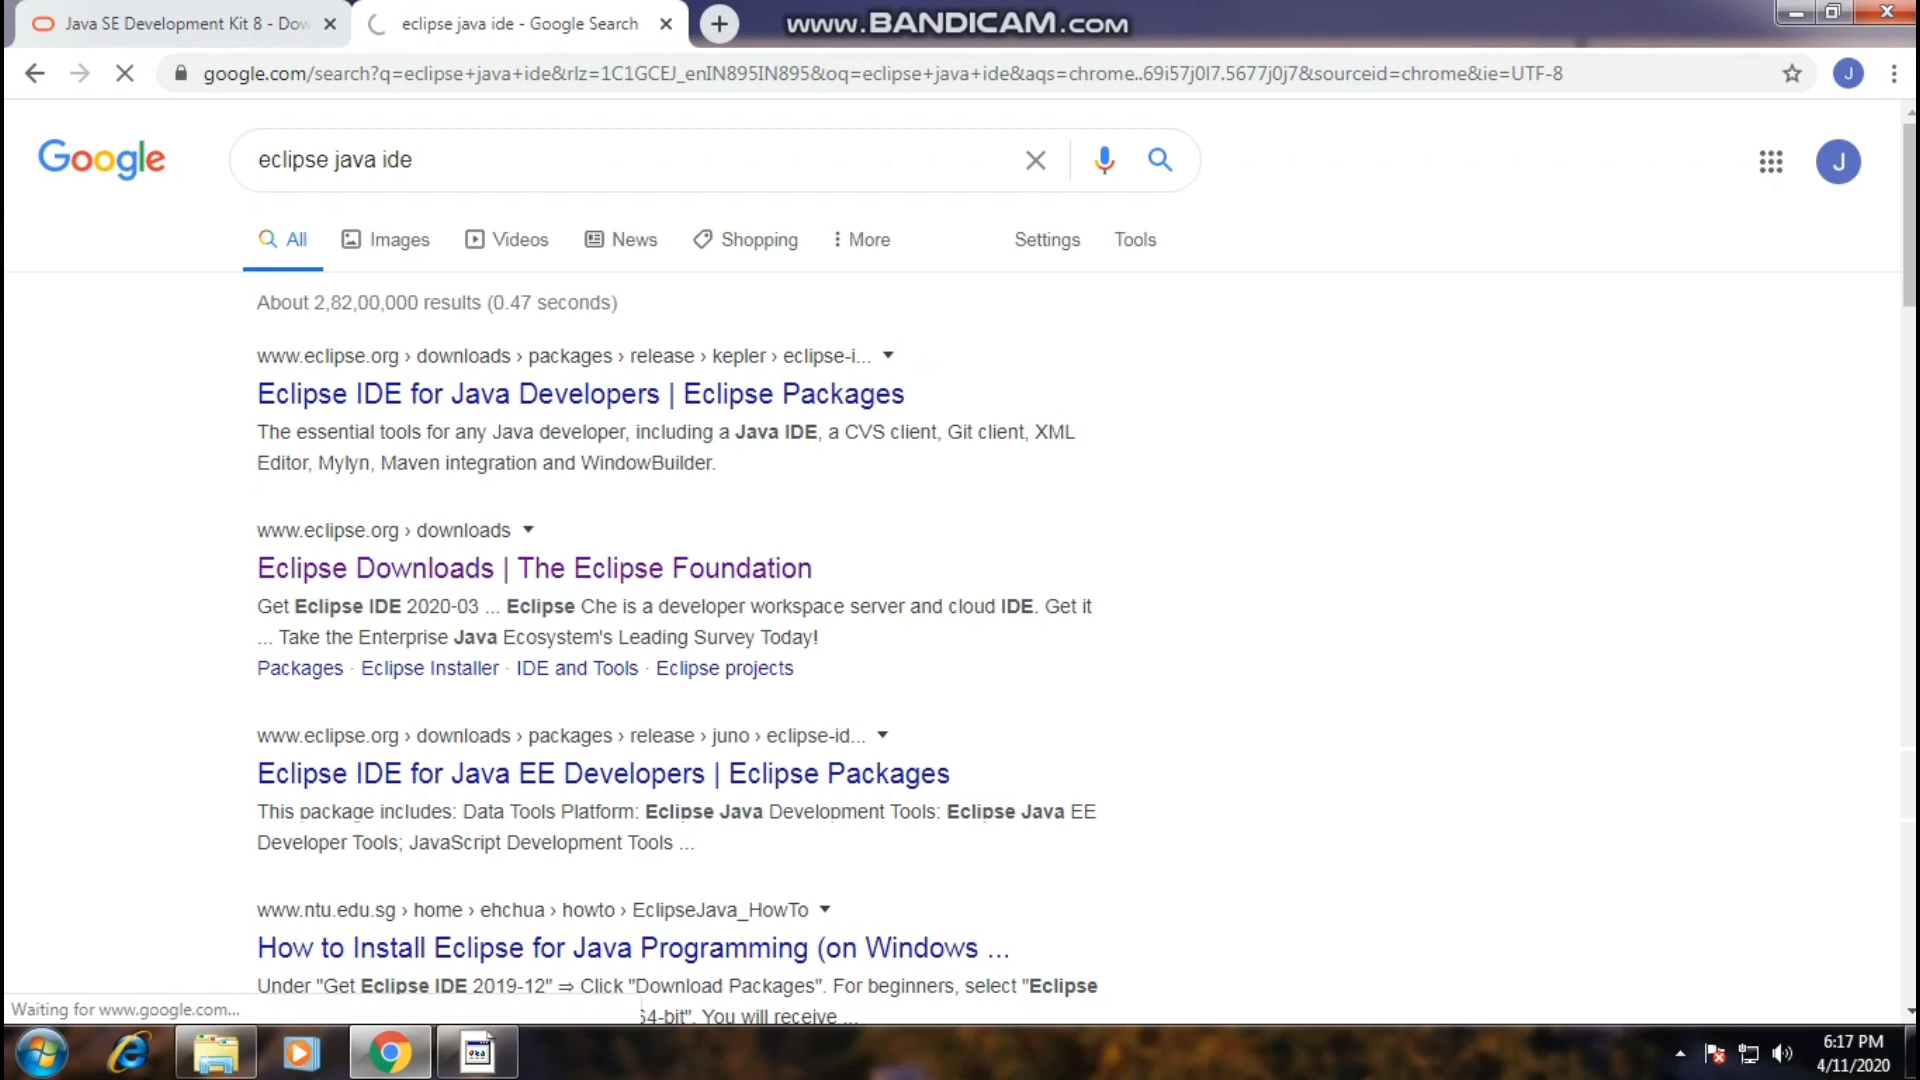 Java SE Development Kit 8 - Dow
eclipse java ide - Google Search
www.BANDICAM.com
google.com/search?q=eclipse+java+ide&rlz=1C1GCEJ_enIN895IN895&oq=eclipse+java+ide&aqs=chrome..69i57j0l7.5677j0j7&sourceid=chrome&ie=UTF-8
J
Google
eclipse java ide
J
All
Images
Videos
News
Shopping
More
Settings
Tools
About 2,82,00,000 results (0.47 seconds)
www.eclipse.org › downloads › packages › release › kepler › eclipse-i...
Eclipse IDE for Java Developers | Eclipse Packages
The essential tools for any Java developer, including a Java IDE, a CVS client, Git client, XML
Editor, Mylyn, Maven integration and WindowBuilder.
www.eclipse.org › downloads
Eclipse Downloads | The Eclipse Foundation
Get Eclipse IDE 2020-03 ... Eclipse Che is a developer workspace server and cloud IDE. Get it
... Take the Enterprise Java Ecosystem's Leading Survey Today!
Packages · Eclipse Installer · IDE and Tools · Eclipse projects
www.eclipse.org › downloads › packages › release › juno › eclipse-id...
Eclipse IDE for Java EE Developers | Eclipse Packages
This package includes: Data Tools Platform: Eclipse Java Development Tools: Eclipse Java EE
Developer Tools; JavaScript Development Tools ...
www.ntu.edu.sg › home › ehchua › howto › EclipseJava_HowTo
How to Install Eclipse for Java Programming (on Windows ...
Under "Get Eclipse IDE 2019-12" ⇒ Click "Download Packages". For beginners, select "Eclipse
64-bit". You will receive ...
Waiting for www.google.com...
6:17 PM
4/11/2020